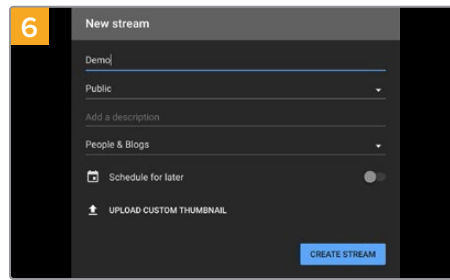 6
New stream
Demo
Public
Add a description
People & Blogs
Schedule for later
UPLOAD CUSTOM THUMBNAIL
CREATE STREAM